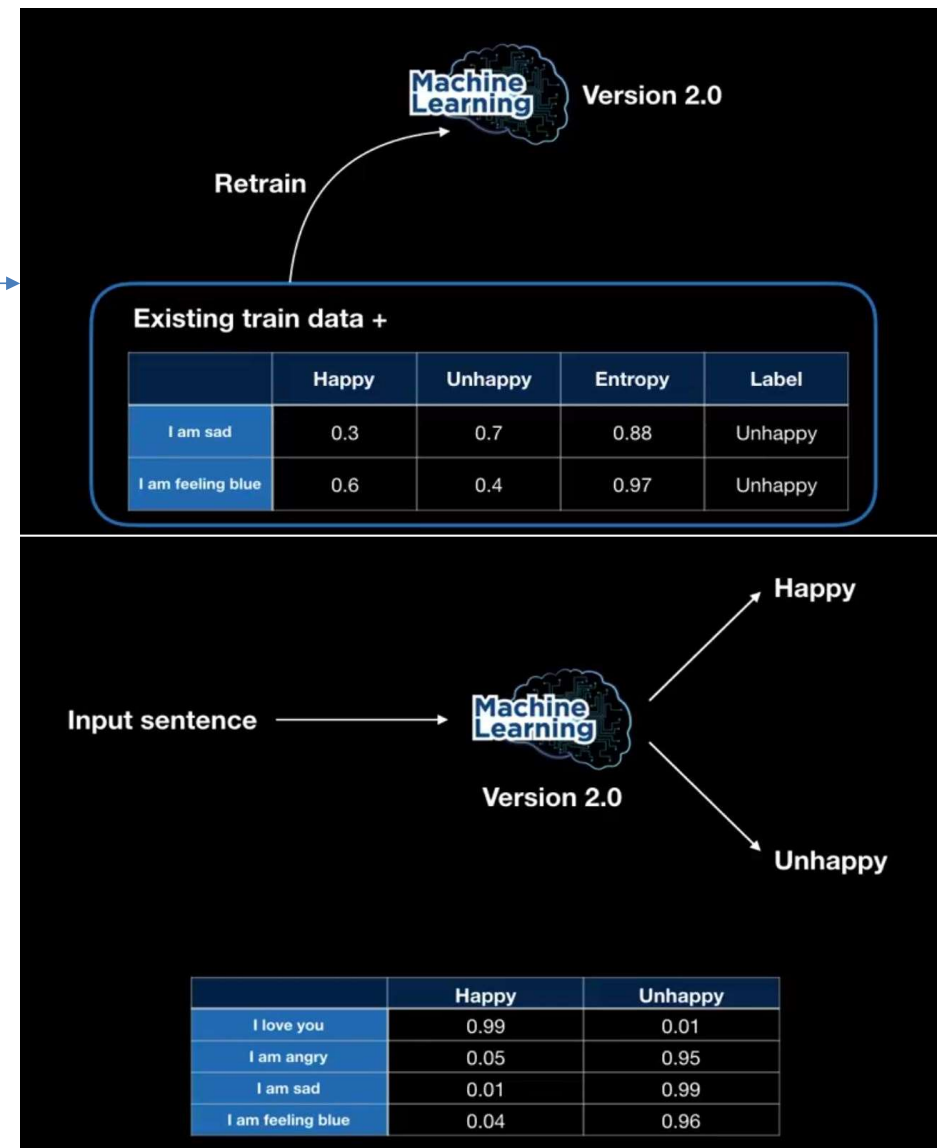 Machine
Learning
Version 2.0
Retrain
Existing train data +
Happy Unhappy Entropy Label
I am sad 0.3 0.7 0.88 Unhappy
I am feeling blue 0.6 0.4 0.97 Unhappy
Happy
Input sentence
Machine
Learning
Version 2.0
Unhappy
Happy Unhappy
I love you 0.99 0.01
I am angry 0.05 0.95
I am sad 0.01 0.99
I am feeling blue 0.04 0.96